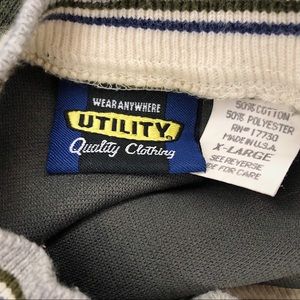 WEAR ANYWHERE
UTILITY
Quality Clothing
50% COTTON
50% POLYESTER
RN# 17730
MADE IN U.S.A.
X-LARGE
SEE REVERSE
FOR CARE